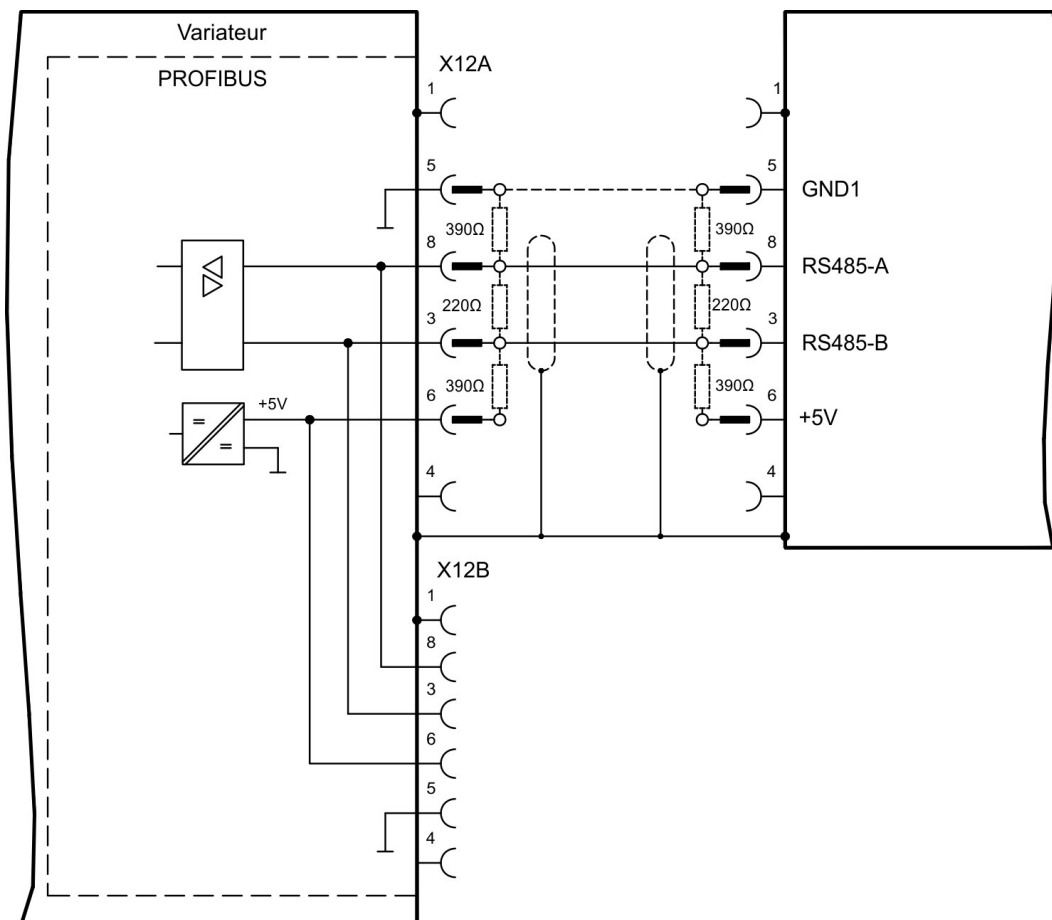 Variateur
PROFIBUS
X12A
1
1
5
5
GND1
390Ω
390Ω
8
8
RS485-A
220Ω
220Ω
3
3
RS485-B
390Ω
390Ω
6
6
+5V
+5V
=
=
4
4
X12B
1
8
3
6
5
4